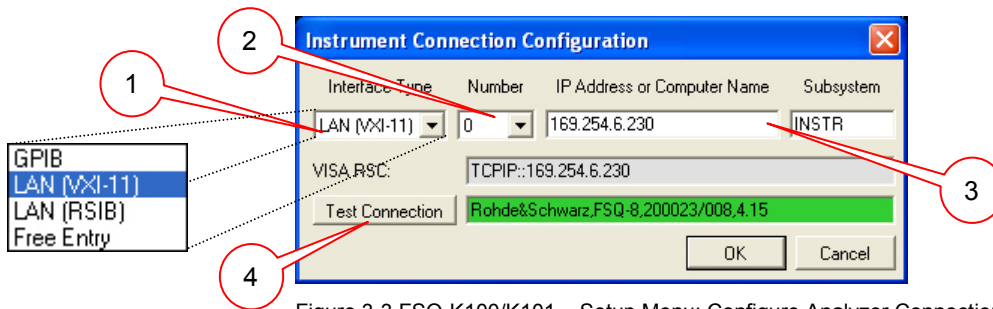 2
Instrument Connection Configuration
1
Interface Type Number IP Address or Computer Name Subsystem
LAN (VXI-11) 0 169.254.6.230 INSTR
GPIB
LAN (VXI-11)
LAN (RSIB)
Free Entry
VISA RSC: TCPIP::169.254.6.230
3
Test Connection Rohde&Schwarz,FSQ-8,200023/008,4.15
OK Cancel
4
Figure 3-3 FSQ-K100/K101 – Setup Menu: Configure Analyzer Connection